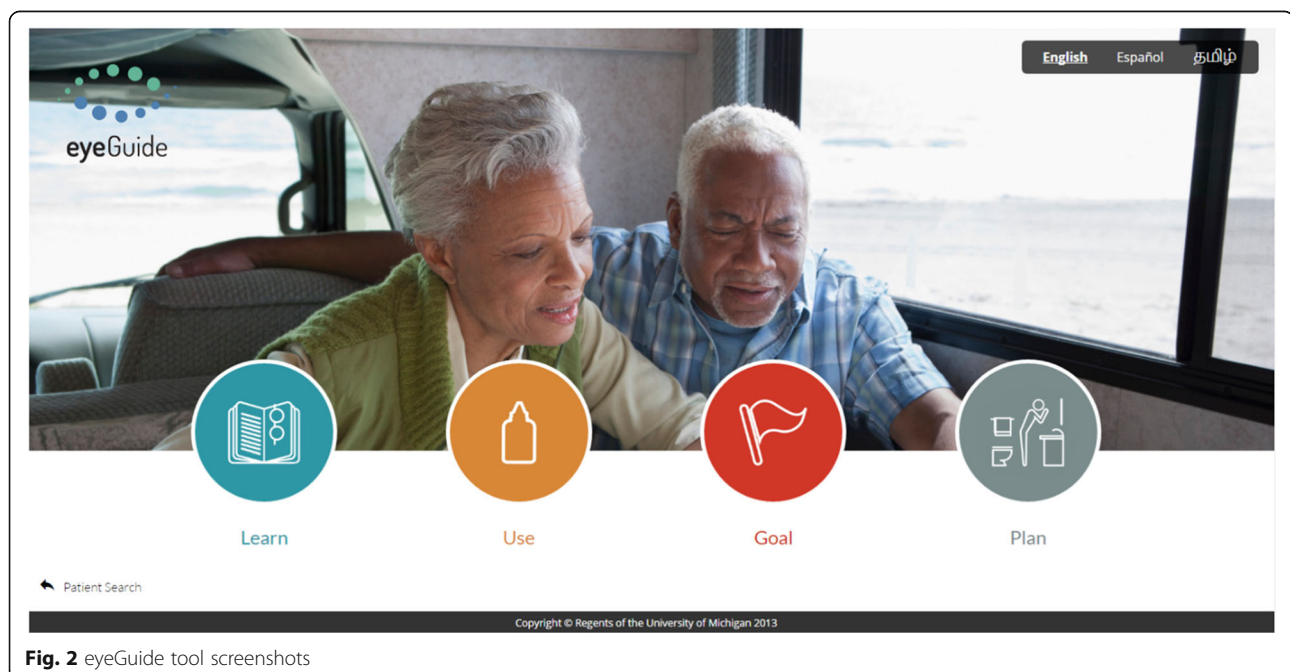 English Español தமிழ்
eyeGuide
Learn Use Goal Plan
Patient Search
Copyright © Regents of the University of Michigan 2013
Fig. 2 eyeGuide tool screenshots